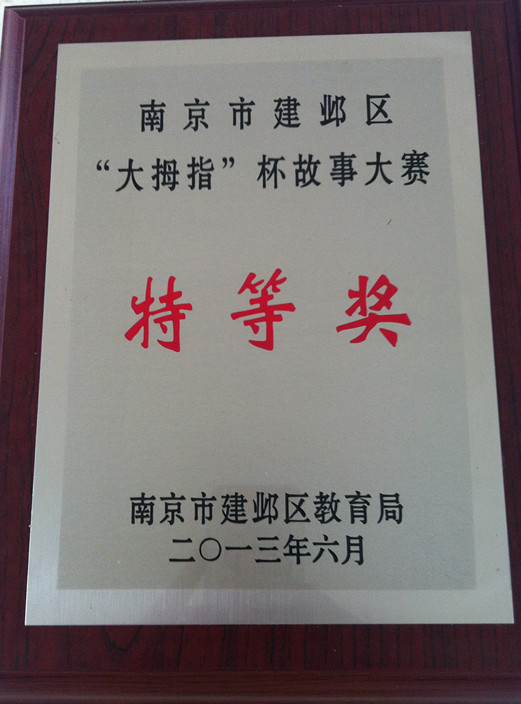 南京市建邺区
“大拇指”杯故事大赛
特等奖
南京市建邺区教育局
二〇一三年六月